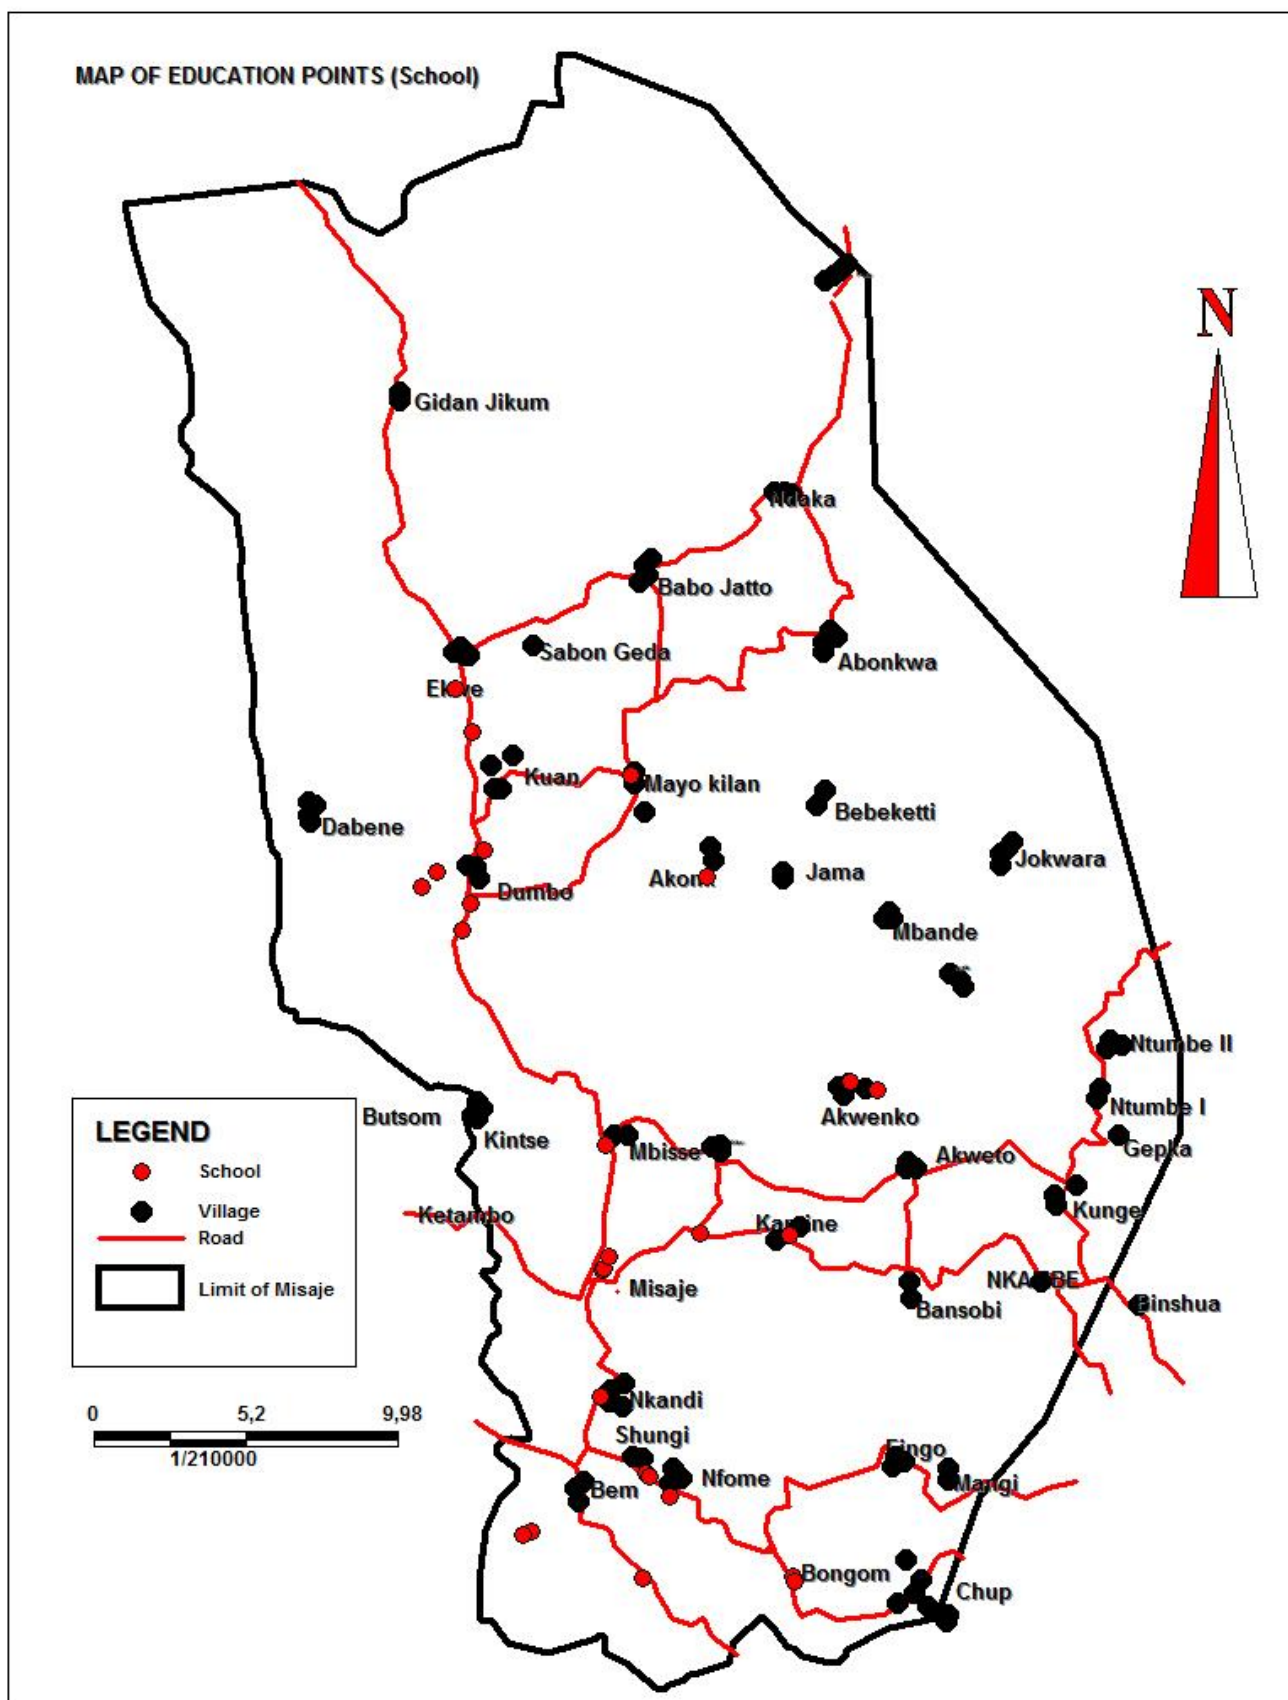 MAP OF EDUCATION POINTS (School)
N
Gidan Jikum
Ndaka
Babo Jatto
Sabon Geda
Abonkwa
Ekwe
Kuan
Mayo kilan
Bebeketti
Dabene
Jokwara
Jama
Dumbo
Mbande
Ntumbe II
Butsom
Akwenko
Ntumbe I
Kintse
Mbisse
Gepka
Akweto
Ketambo
Kunge
Misaje
Bansobi
Binshua
LEGEND
School
Village
Road
Limit of Misaje
0 5,2 9,98
1/210000
Nkandi
Shungi
Nfome
Bem
Mangi
Bongom
Chup